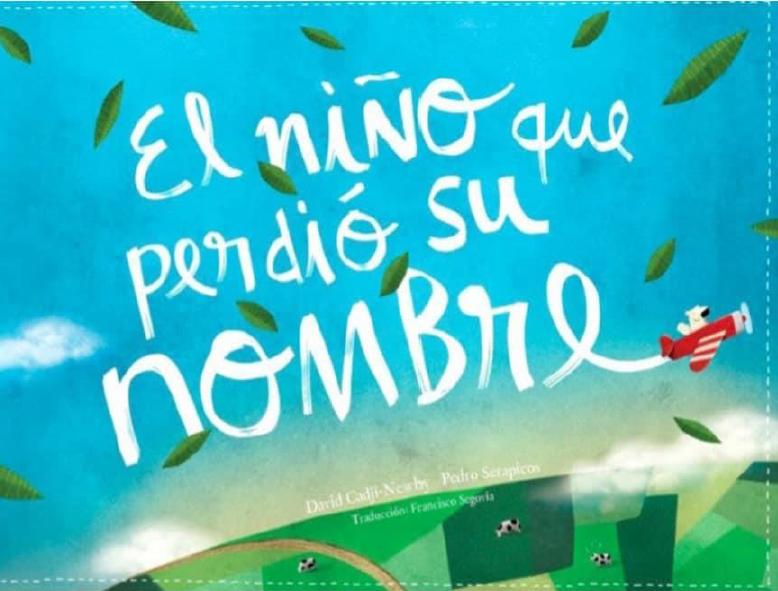 El niño que
perdió su
nombre
David Cadji-Newby Pedro Serapicos
Traducción: Francisco Segovia